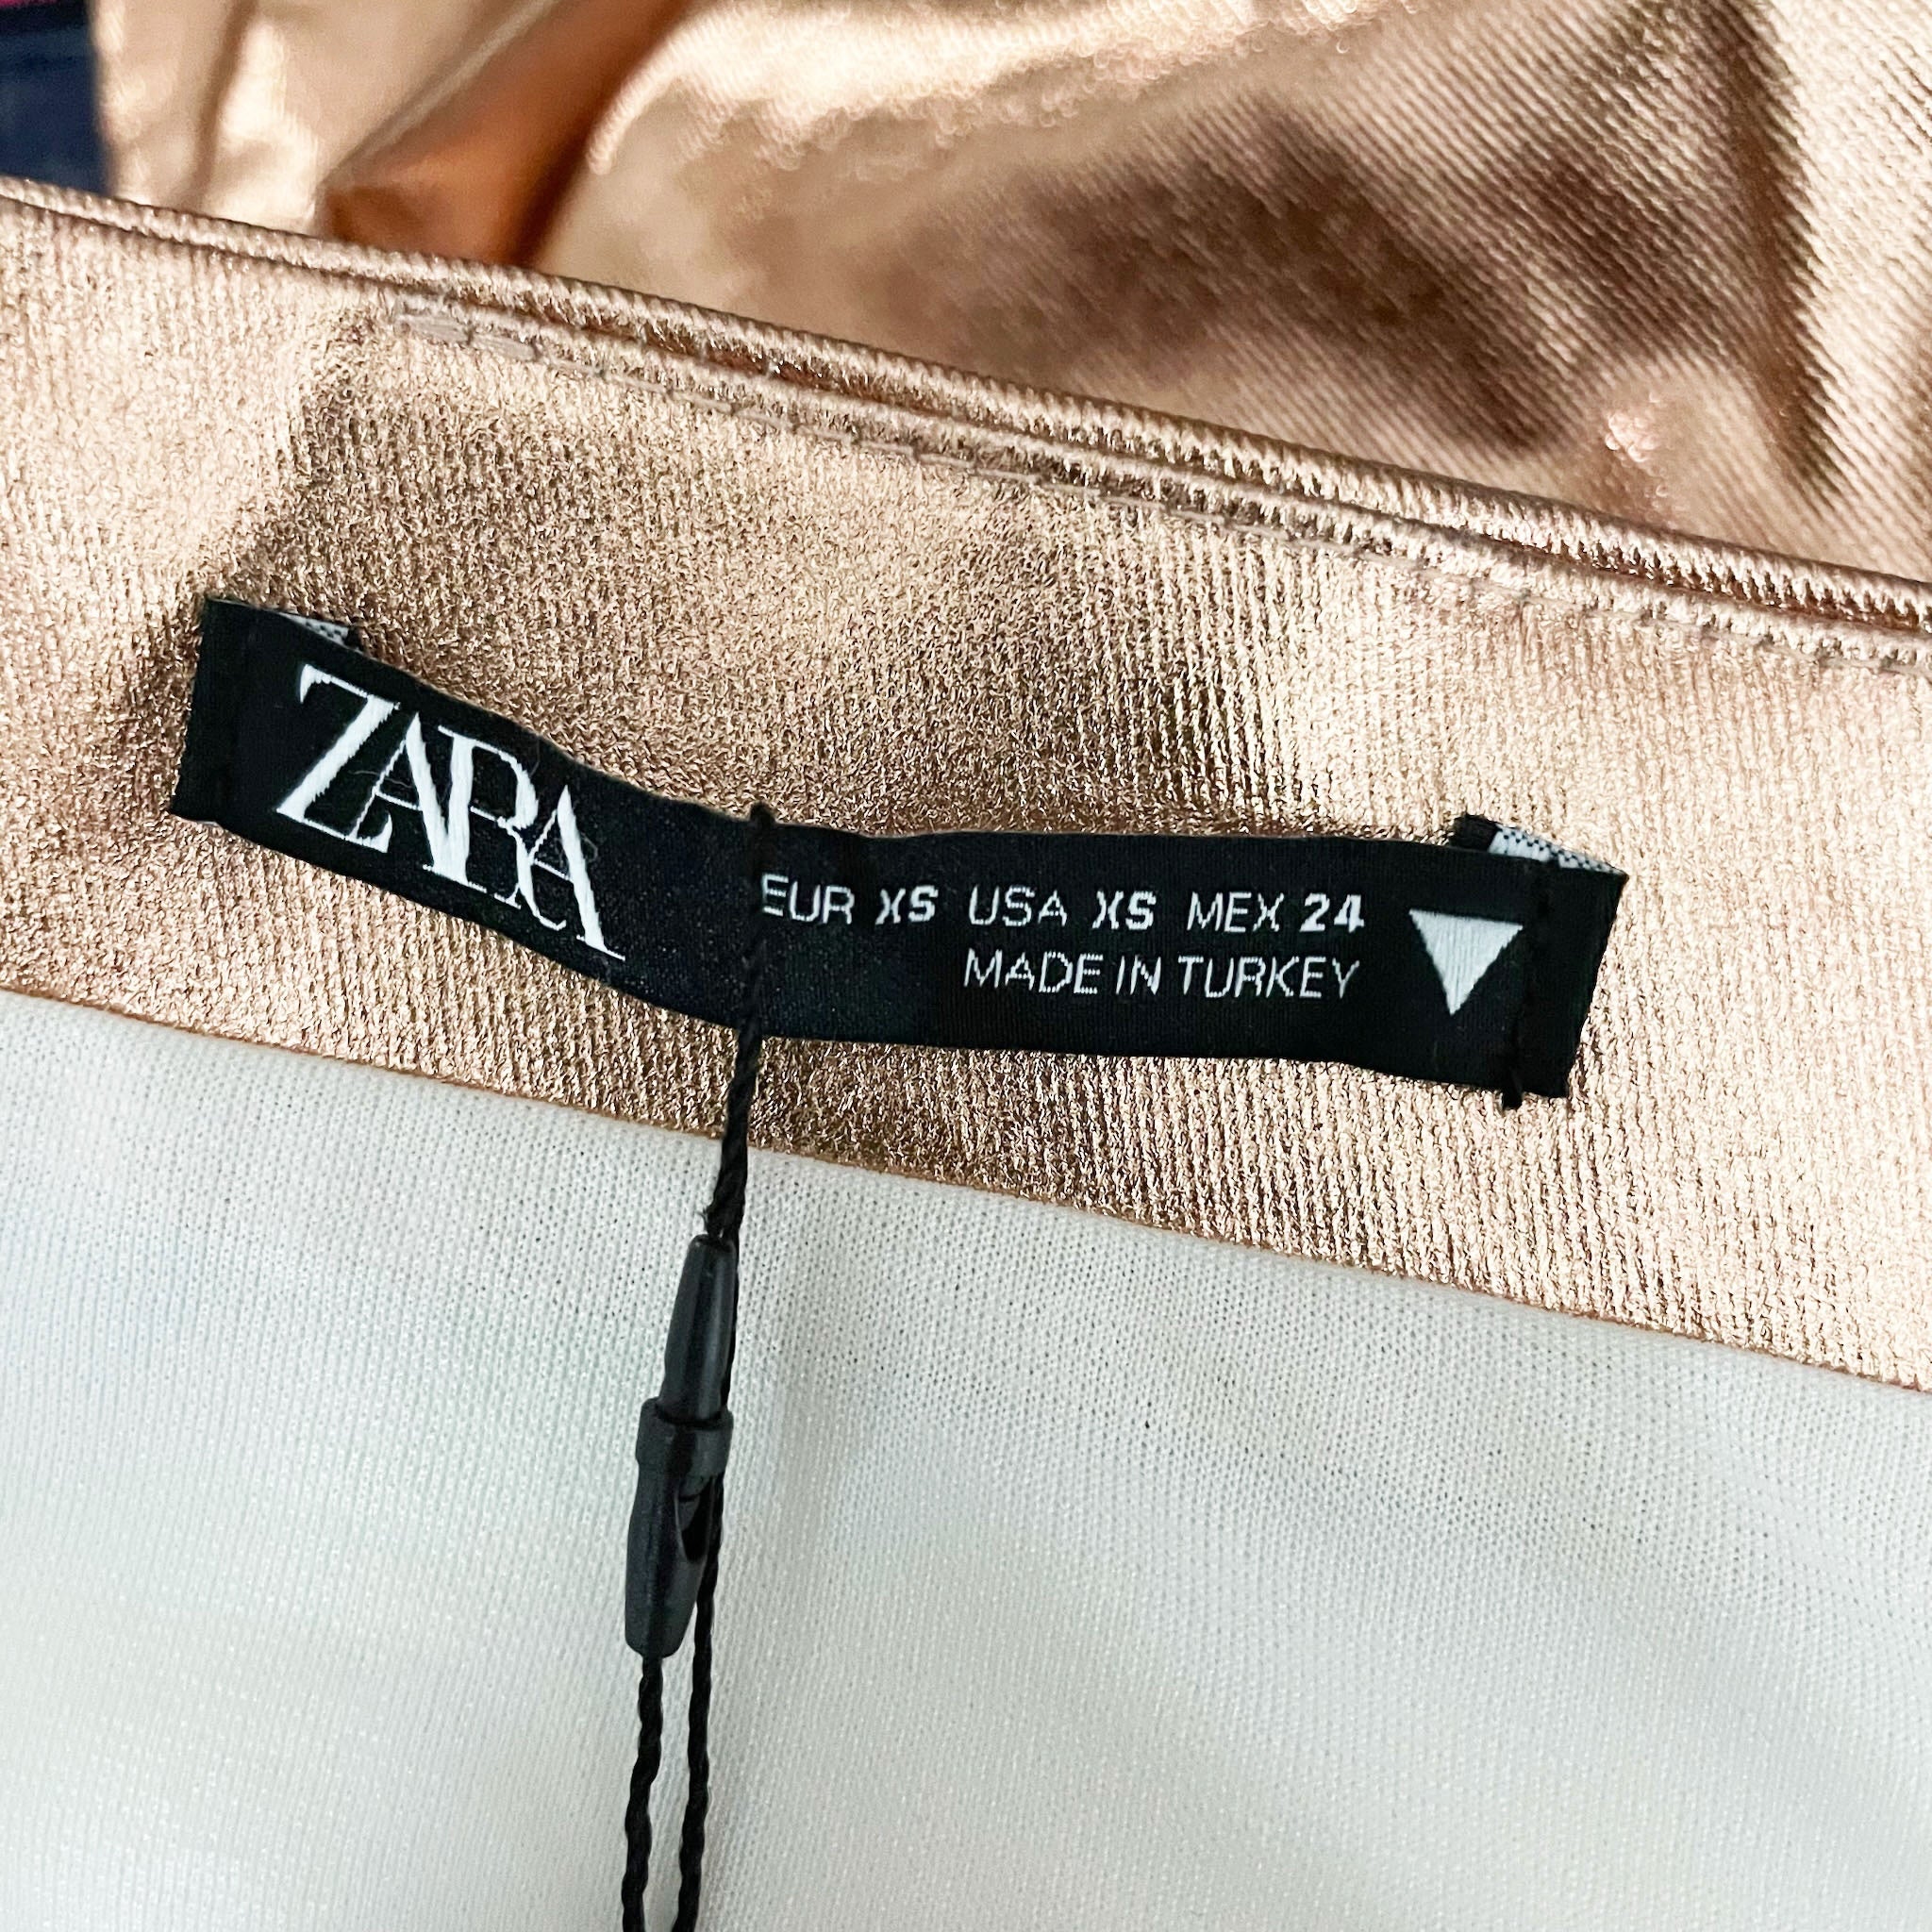 ZARA
EUR XS USA XS MEX 24
MADE IN TURKEY